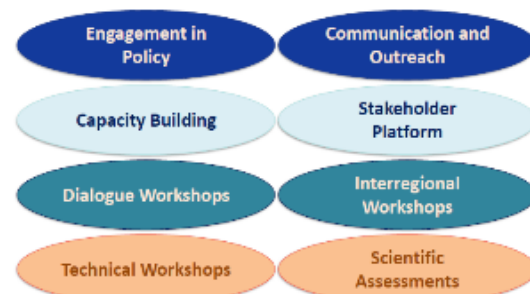 Engagement in
Policy
Communication and
Outreach
Capacity Building
Stakeholder
Platform
Dialogue Workshops
Interregional
Workshops
Technical Workshops
Scientific
Assessments